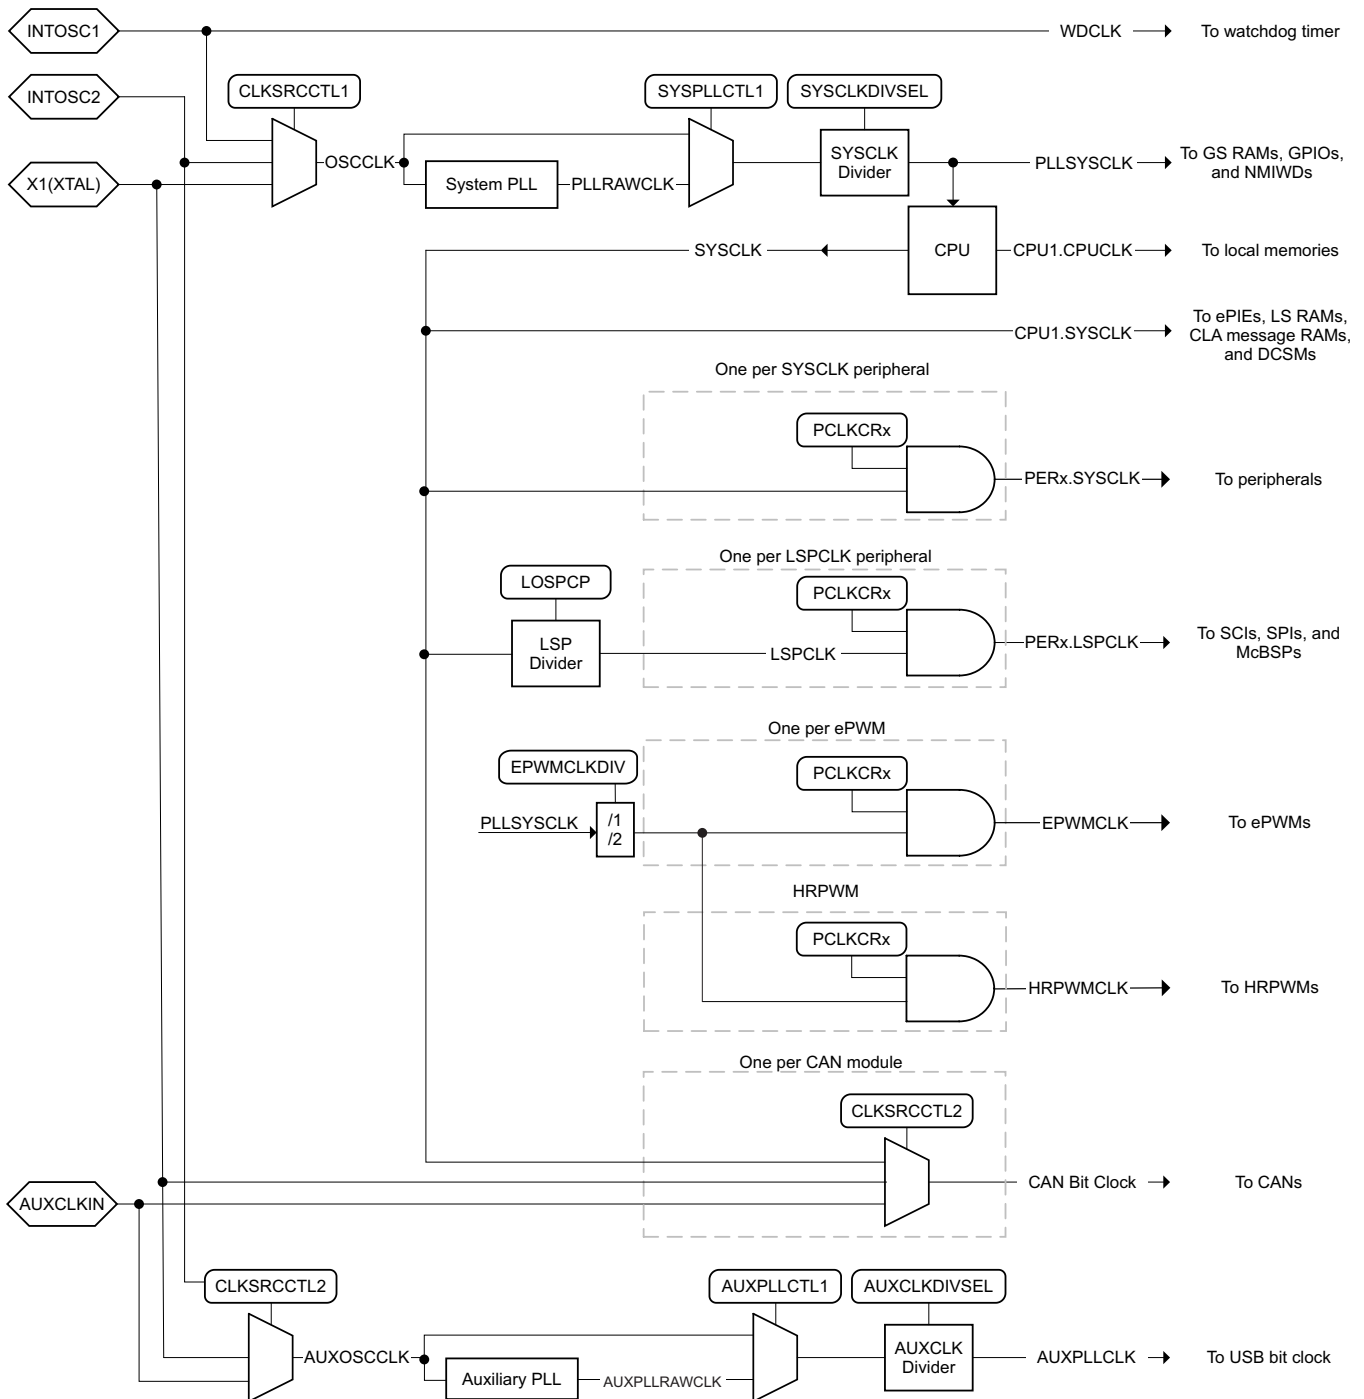 INTOSC1
WDCLK
To watchdog timer
INTOSC2
CLKSRCCTL1
SYSPLLCTL1
SYSCLKDIVSEL
X1(XTAL)
OSCCLK
System PLL
PLLRAWCLK
SYSCLK
Divider
PLLSYSCLK
To GS RAMs, GPIOs,
and NMIWDs
SYSCLK
CPU
CPU1.CPUCLK
To local memories
CPU1.SYSCLK
To ePIEs, LS RAMs,
CLA message RAMs,
and DCSMs
One per SYSCLK peripheral
PCLKCRx
PERx.SYSCLK
To peripherals
One per LSPCLK peripheral
LOSPCP
PCLKCRx
LSP
Divider
LSPCLK
PERx.LSPCLK
To SCIs, SPIs, and
McBSPs
One per ePWM
EPWMCLKDIV
PCLKCRx
PLLSYSCLK
/1
/2
EPWMCLK
To ePWMs
HRPWM
PCLKCRx
HRPWMCLK
To HRPWMs
One per CAN module
CLKSRCCTL2
CAN Bit Clock
To CANs
AUXCLKIN
CLKSRCCTL2
AUXPLLCTL1
AUXCLKDIVSEL
AUXOSCCLK
Auxiliary PLL
AUXPLLRAWCLK
AUXCLK
Divider
AUXPLLCLK
To USB bit clock